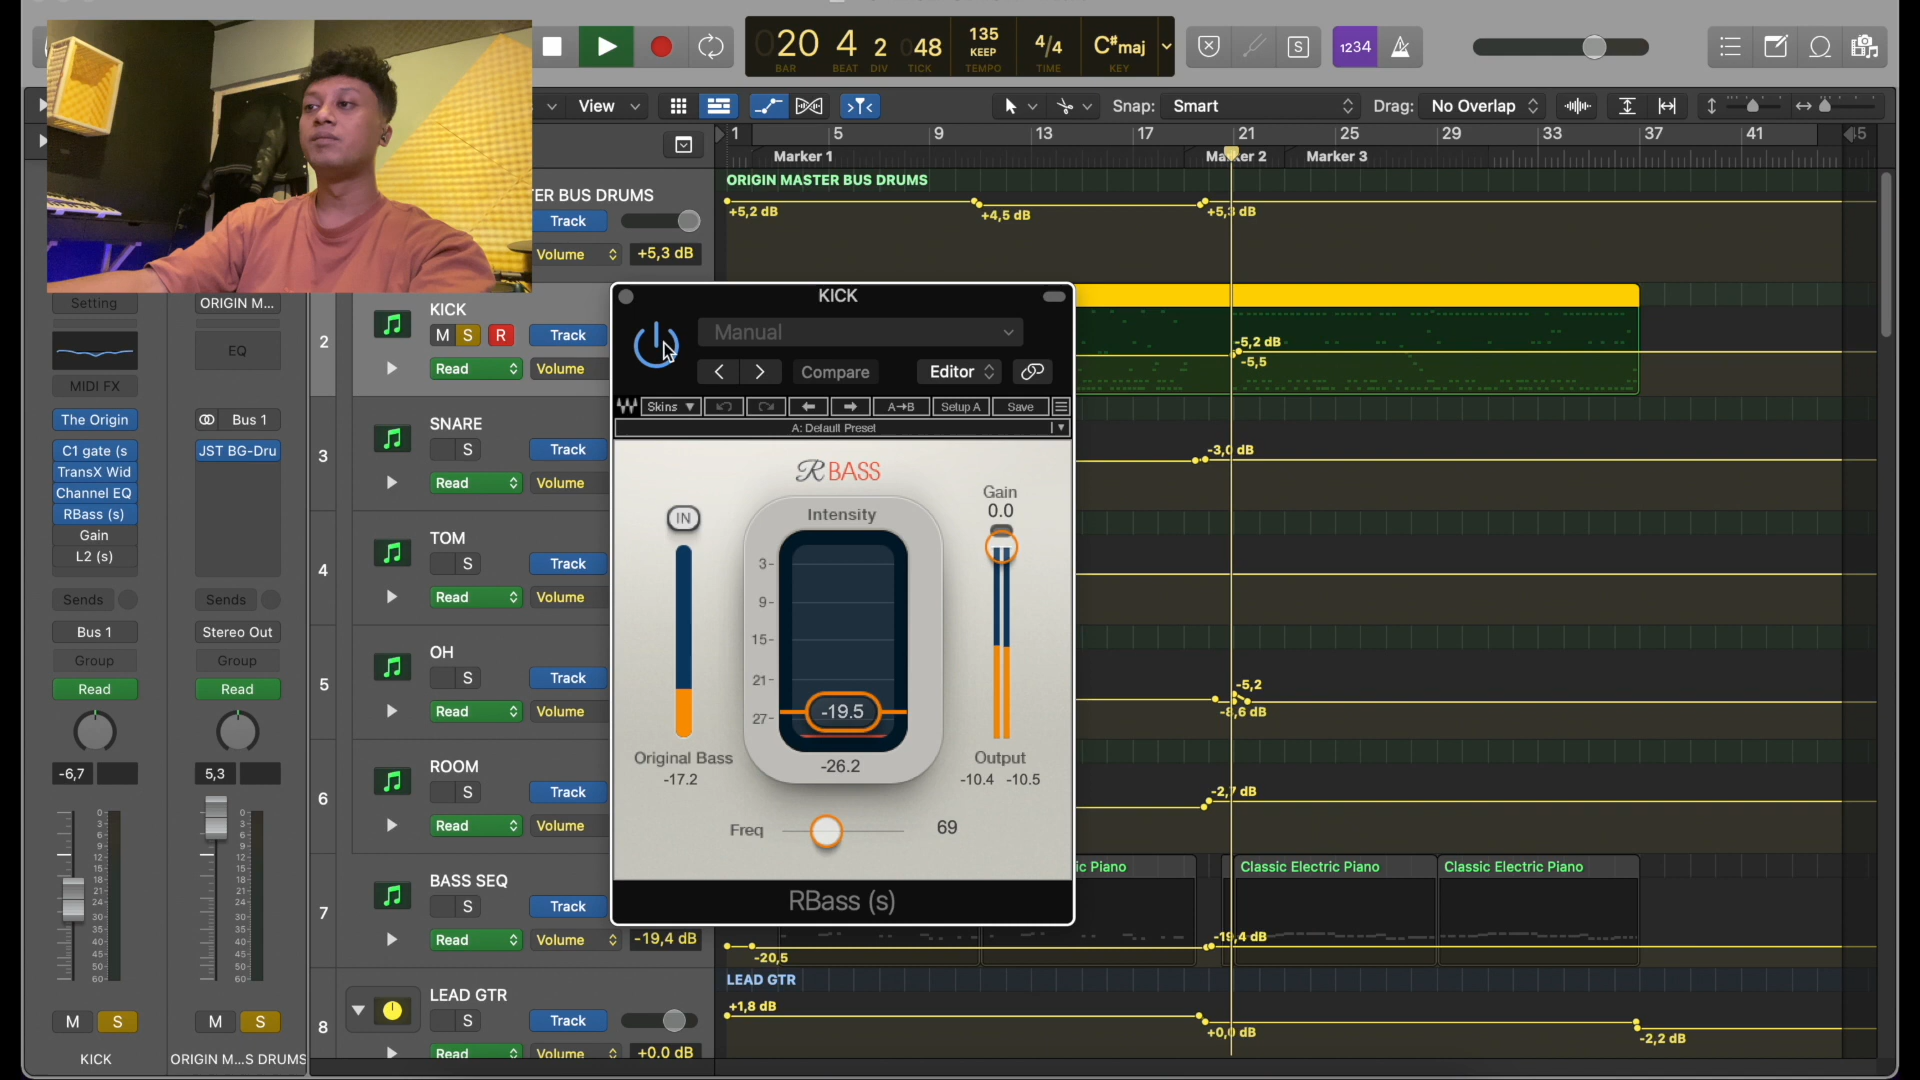 20 4 2 048
BAR BEAT DIV TICK
135
KEEP
TEMPO
4/4
TIME
C#maj
KEY
S
1234
View
Snap: Smart
Drag: No Overlap
1 5 9 13 17 21 25 29 33 37 41 45
Marker 1
Marker 2
Marker 3
ER BUS DRUMS
Track
Volume
+5,3 dB
ORIGIN MASTER BUS DRUMS
+5,2 dB
+4,5 dB
+5,3 dB
Setting
MIDI FX
The Origin
C1 gate (s
TransX Wid
Channel EQ
RBass (s)
Gain
L2 (s)
Sends
Bus 1
Group
Read
-6,7
M S
KICK
ORIGIN M...
EQ
Bus 1
JST BG-Dru
Sends
Stereo Out
Group
Read
5,3
M S
ORIGIN M...S DRUMS
2
KICK
M S R
Track
Read
Volume
-5,2 dB
-5,5
3
SNARE
S
Track
Read
Volume
-3,0 dB
4
TOM
S
Track
Read
Volume
5
OH
S
Track
Read
Volume
-5,2
-8,6 dB
6
ROOM
S
Track
Read
Volume
-2,7 dB
7
BASS SEQ
S
Track
Read
Volume
-19,4 dB
ic Piano
Classic Electric Piano
Classic Electric Piano
-19,4 dB
-20,5
8
LEAD GTR
S
Track
Read
Volume
+0,0 dB
LEAD GTR
+1,8 dB
+0,0 dB
-2,2 dB
KICK
Manual
Compare
Editor
Skins
A→B
Setup A
Save
A: Default Preset
R BASS
IN
Intensity
Gain
0.0
3-
9-
15-
21-
27-
-19.5
Original Bass
-17.2
-26.2
Output
-10.4 -10.5
Freq
69
RBass (s)